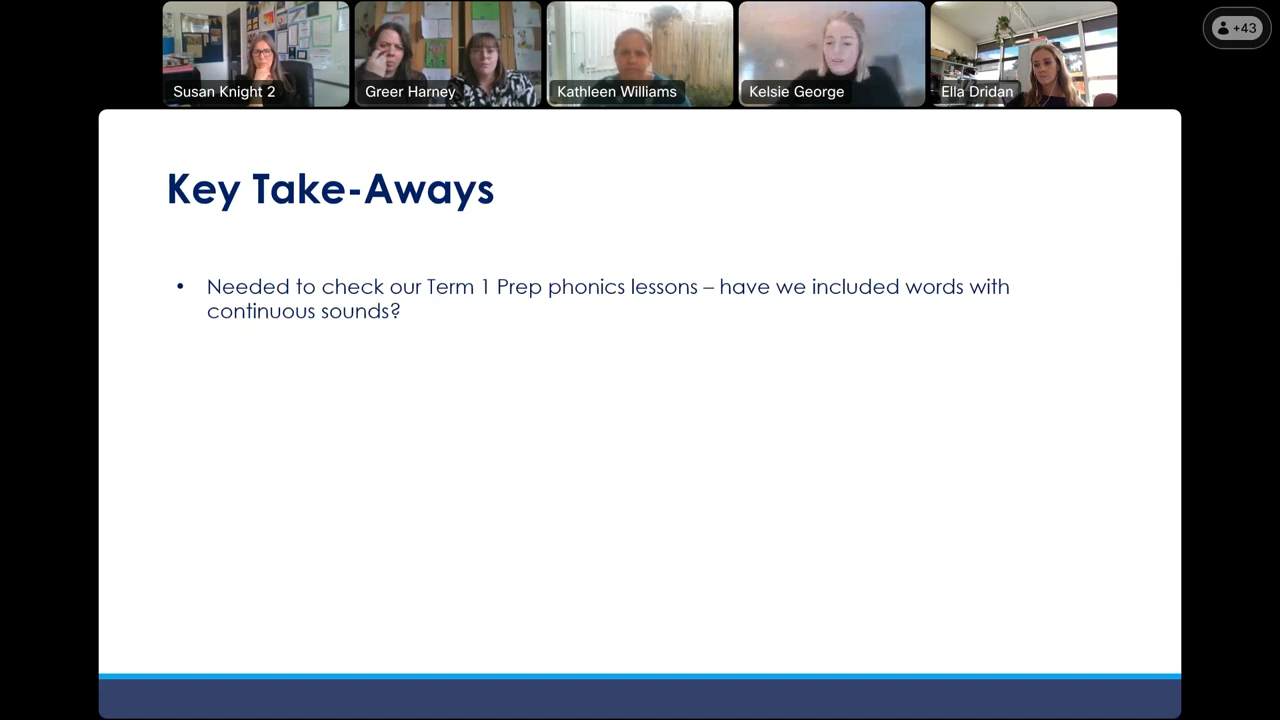 Susan Knight 2
Greer Harney
Kathleen Williams
Kelsie George
Ella Dridan
+43
Key Take-Aways
• Needed to check our Term 1 Prep phonics lessons – have we included words with
continuous sounds?